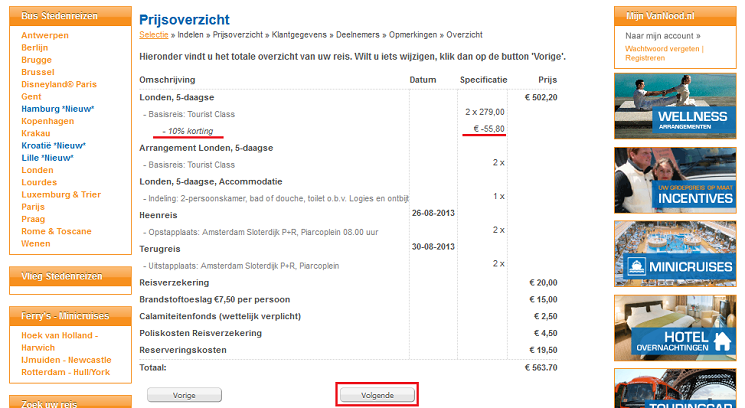 Bus Stedenreizen
Antwerpen
Berlijn
Brugge
Brussel
Disneyland® Paris
Gent
Hamburg *Nieuw*
Kopenhagen
Krakau
Kroatië *Nieuw*
Lille *Nieuw*
Londen
Lourdes
Luxemburg & Trier
Parijs
Praag
Rome & Toscane
Wenen
Vlieg Stedenreizen
Ferry's - Minicruises
Hoek van Holland -
Harwich
IJmuiden - Newcastle
Rotterdam - Hull/York
Zoek uw reis
Prijsoverzicht
Selectie » Indelen » Prijsoverzicht » Klantgegevens » Deelnemers » Opmerkingen » Overzicht
Hieronder vindt u het totale overzicht van uw reis. Wilt u iets wijzigen, klik dan op de button 'Vorige'.
Omschrijving Datum Specificatie Prijs
Londen, 5-daagse € 502,20
- Basisreis: Tourist Class 2 x 279,00
- 10% korting € -55,80
Arrangement Londen, 5-daagse
- Basisreis: Tourist Class 2 x
Londen, 5-daagse, Accommodatie
- Indeling: 2-persoonskamer, bad of douche, toilet o.b.v. Logies en ontbijt 1 x
Heenreis 26-08-2013
- Opstapplaats: Amsterdam Sloterdijk P+R, Piarcoplein 08.00 uur 2 x
Terugreis 30-08-2013
- Uitstapplaats: Amsterdam Sloterdijk P+R, Piarcoplein 2 x
Reisverzekering € 20,00
Brandstoftoeslag €7,50 per persoon € 15,00
Calamiteitenfonds (wettelijk verplicht) € 2,50
Poliskosten Reisverzekering € 4,50
Reserveringskosten € 19,50
Totaal: € 563.70
Vorige Volgende
Mijn VanNood.nl
Naar mijn account »
Wachtwoord vergeten |
Registreren
WELLNESS
ARRANGEMENTEN
UW GROEPSREIS OP MAAT
INCENTIVES
MINICRUISES
HOTEL
OVERNACHTINGEN
TOURINGCAR